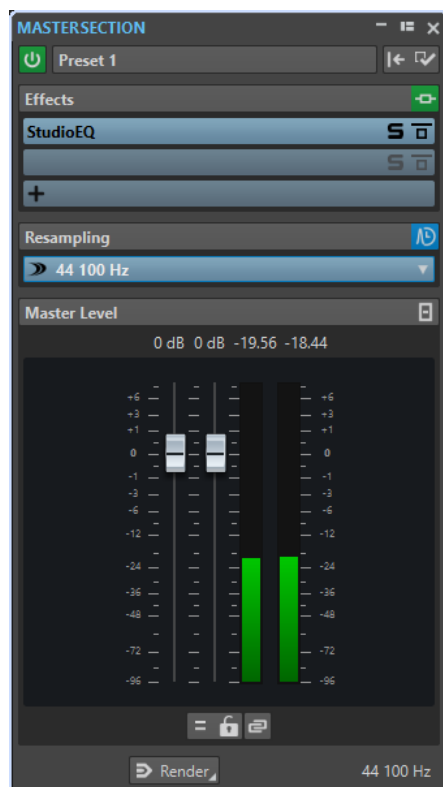 MASTERSECTION
Preset 1
Effects
StudioEQ S
S
Resampling
44 100 Hz
Master Level
0 dB 0 dB -19.56 -18.44
+6 +6
+3 +3
+1 +1
0 0
-1 -1
-3 -3
-6 -6
-12 -12
-24 -24
-36 -36
-48 -48
-72 -72
-96 -96
Render 44 100 Hz